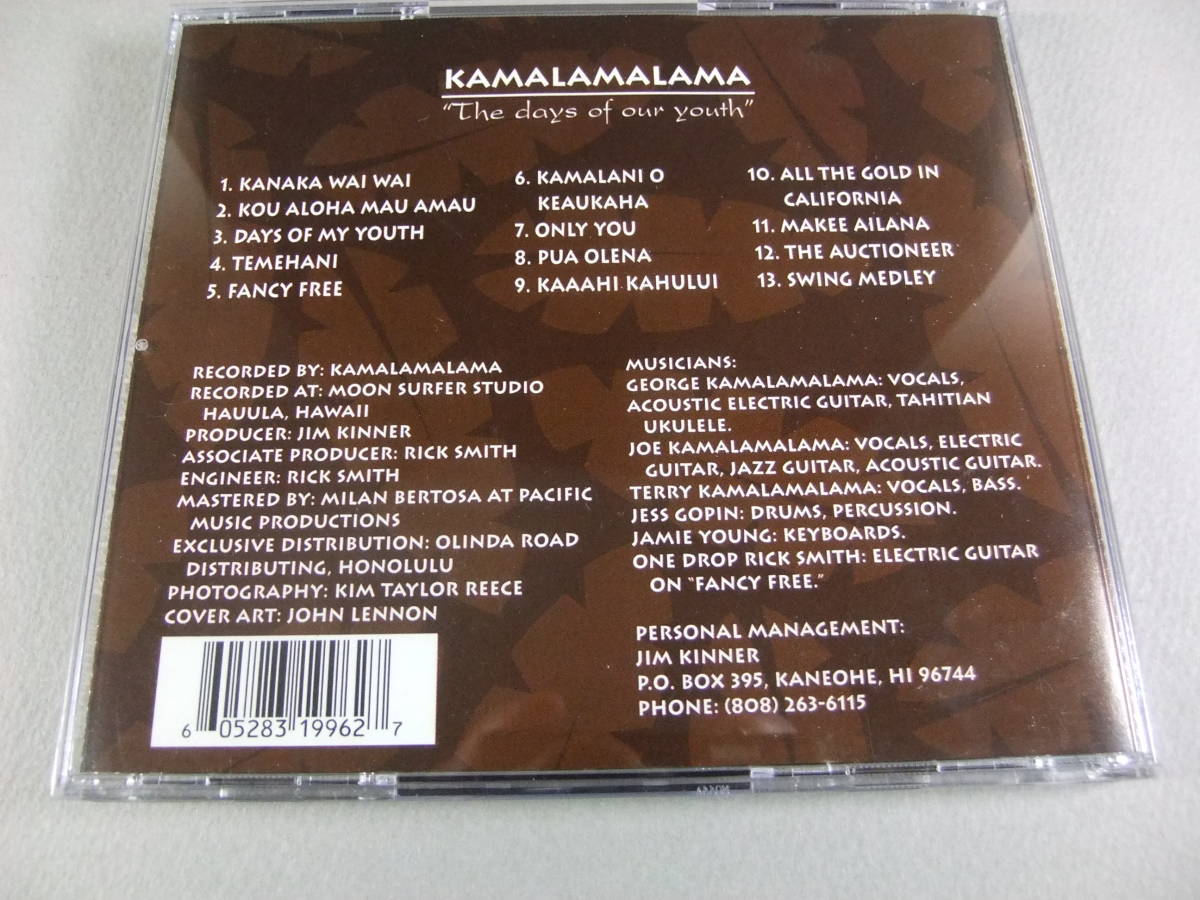 KAMALAMALAMA
"The days of our youth"
1. KANAKA WAI WAI
2. KOU ALOHA MAU AMAU
3. DAYS OF MY YOUTH
4. TEMEHANI
5. FANCY FREE
6. KAMALANI O
KEAUKAHA
7. ONLY YOU
8. PUA OLENA
9. KAAAHI KAHULUI
10. ALL THE GOLD IN
CALIFORNIA
11. MAKEE AILANA
12. THE AUCTIONEER
13. SWING MEDLEY
RECORDED BY: KAMALAMALAMA
RECORDED AT: MOON SURFER STUDIO
HAUULA, HAWAII
PRODUCER: JIM KINNER
ASSOCIATE PRODUCER: RICK SMITH
ENGINEER: RICK SMITH
MASTERED BY: MILAN BERTOSA AT PACIFIC
MUSIC PRODUCTIONS
EXCLUSIVE DISTRIBUTION: OLINDA ROAD
DISTRIBUTING, HONOLULU
PHOTOGRAPHY: KIM TAYLOR REECE
COVER ART: JOHN LENNON
6 05283 19962 7
MUSICIANS:
GEORGE KAMALAMALAMA: VOCALS,
ACOUSTIC ELECTRIC GUITAR, TAHITIAN
UKULELE.
JOE KAMALAMALAMA: VOCALS, ELECTRIC
GUITAR, JAZZ GUITAR, ACOUSTIC GUITAR.
TERRY KAMALAMALAMA: VOCALS, BASS.
JESS GOPIN: DRUMS, PERCUSSION.
JAMIE YOUNG: KEYBOARDS.
ONE DROP RICK SMITH: ELECTRIC GUITAR
ON "FANCY FREE."
PERSONAL MANAGEMENT:
JIM KINNER
P.O. BOX 395, KANEOHE, HI 96744
PHONE: (808) 263-6115